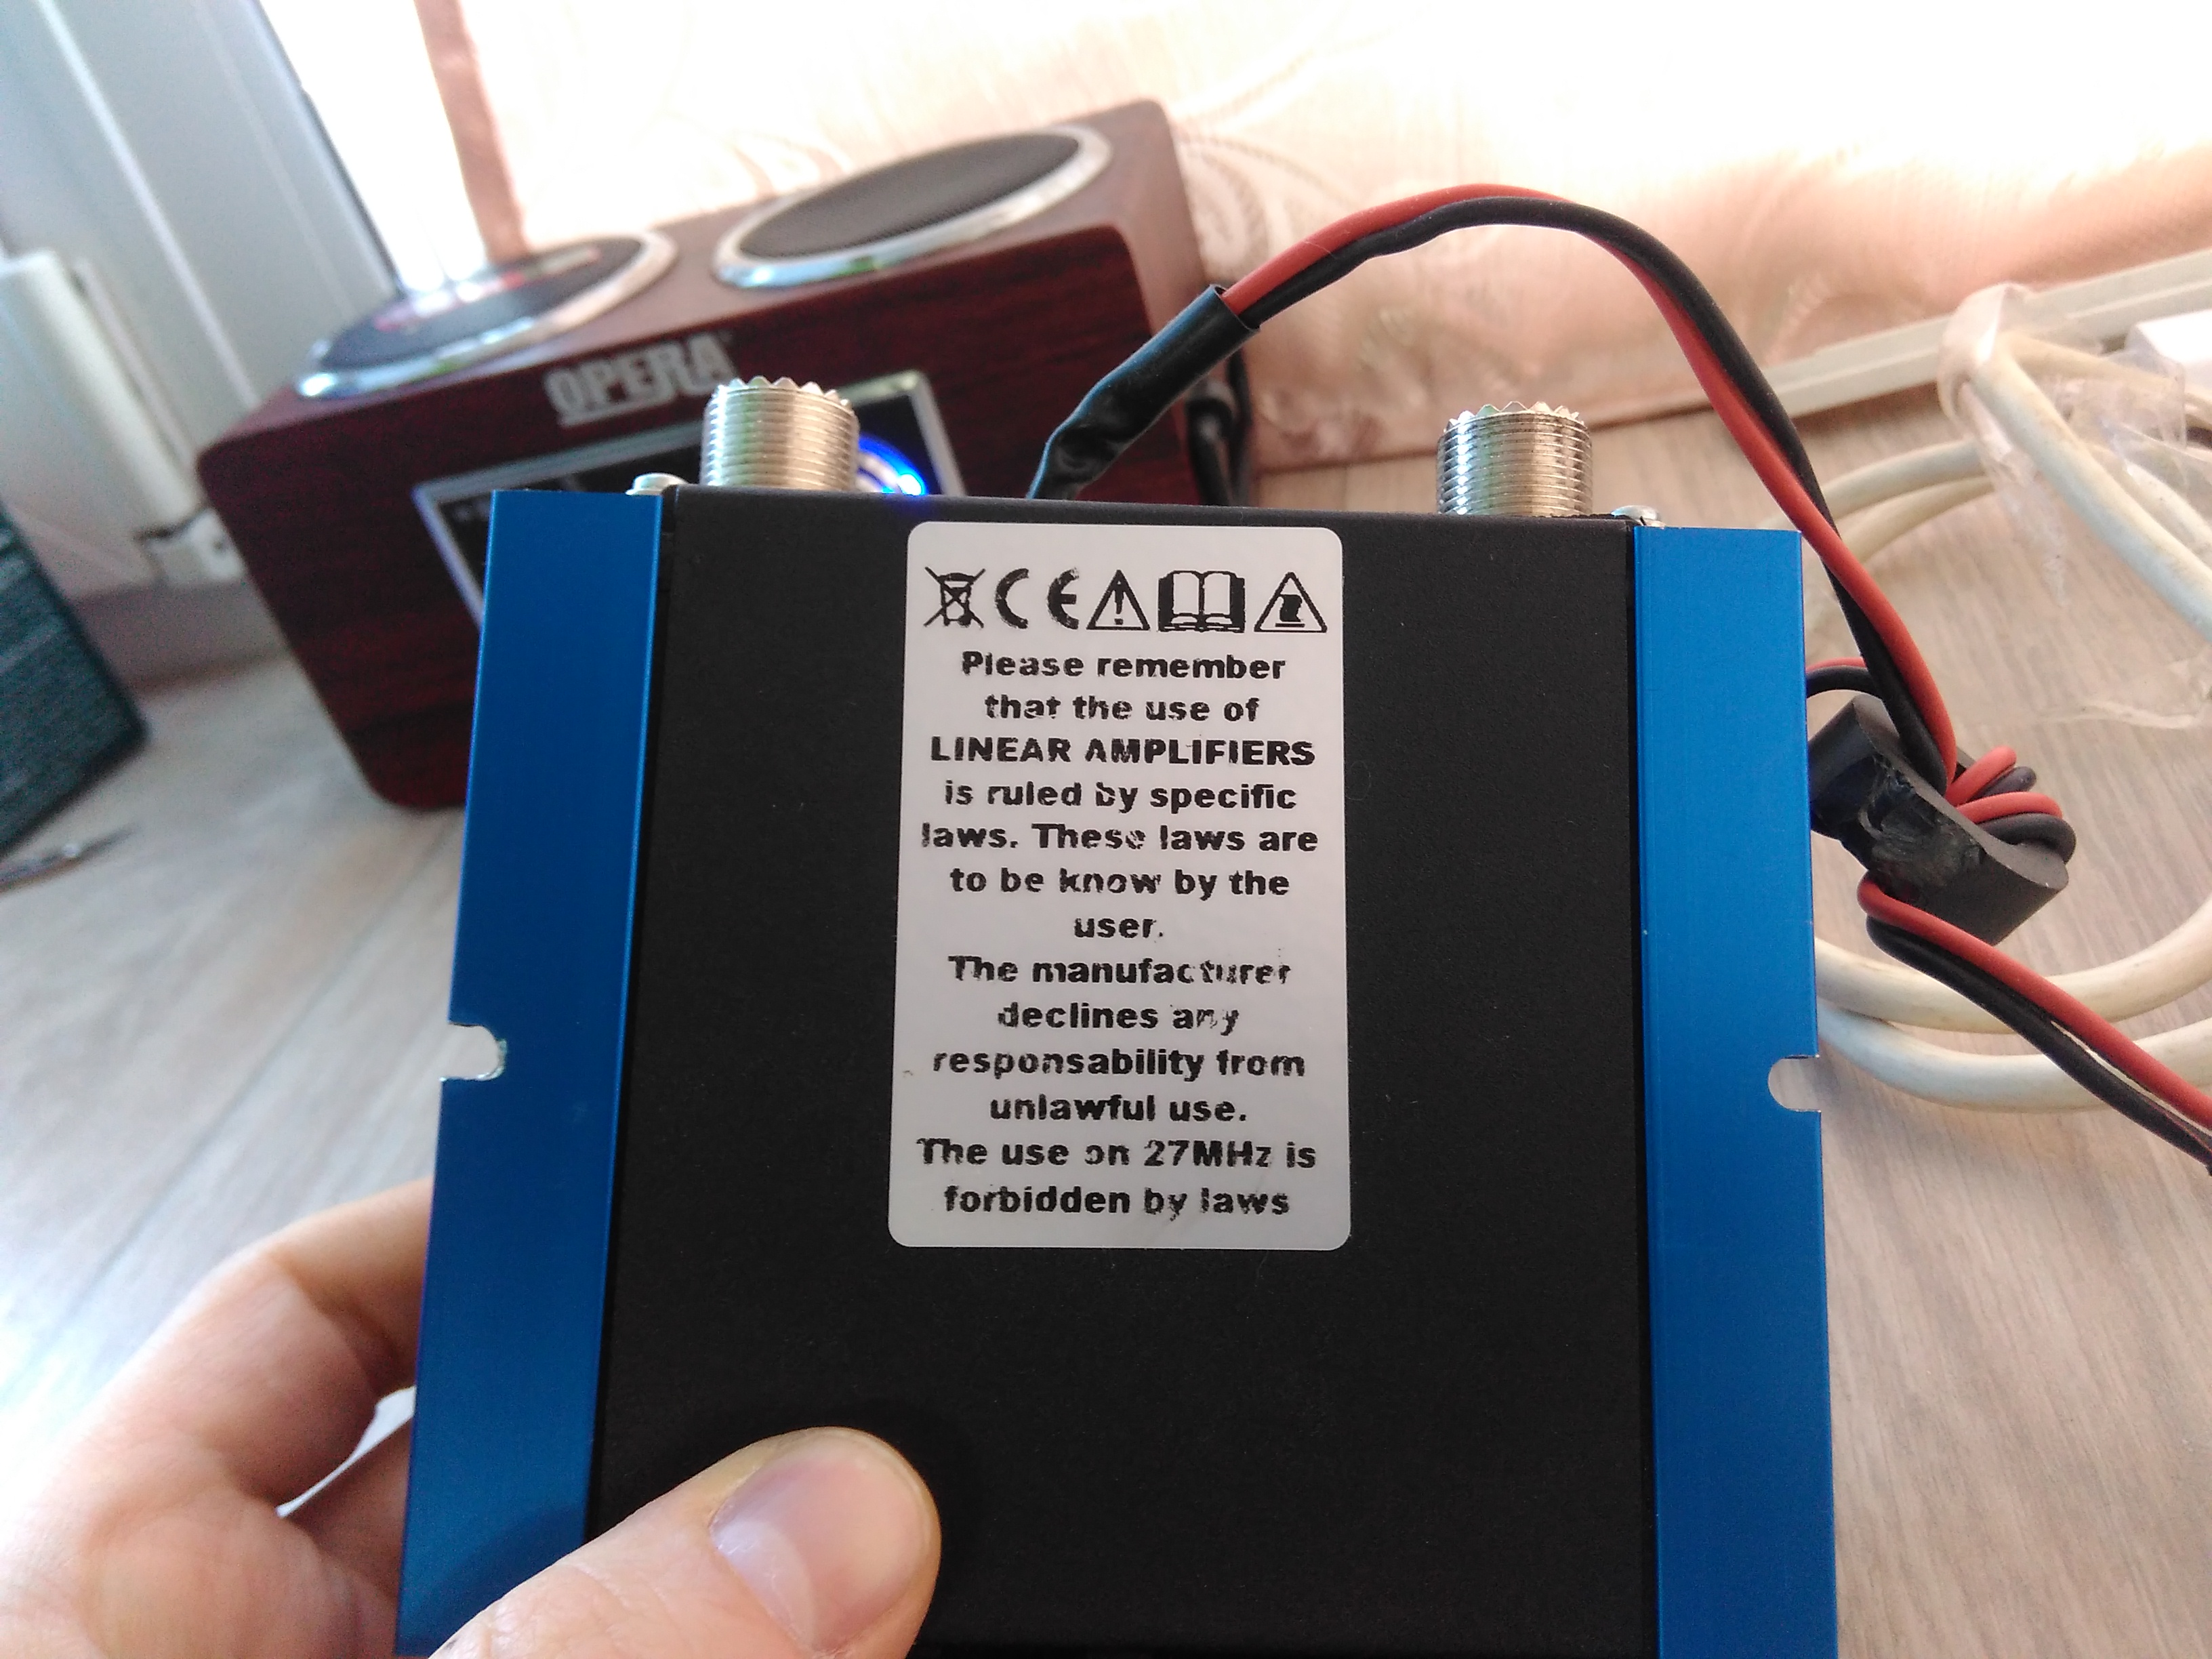 OPERA
CE
Please remember
that the use of
LINEAR AMPLIFIERS
is ruled by specific
laws. These laws are
to be know by the
user.
The manufacturer
declines any
responsability from
unlawful use.
The use on 27MHz is
forbidden by laws